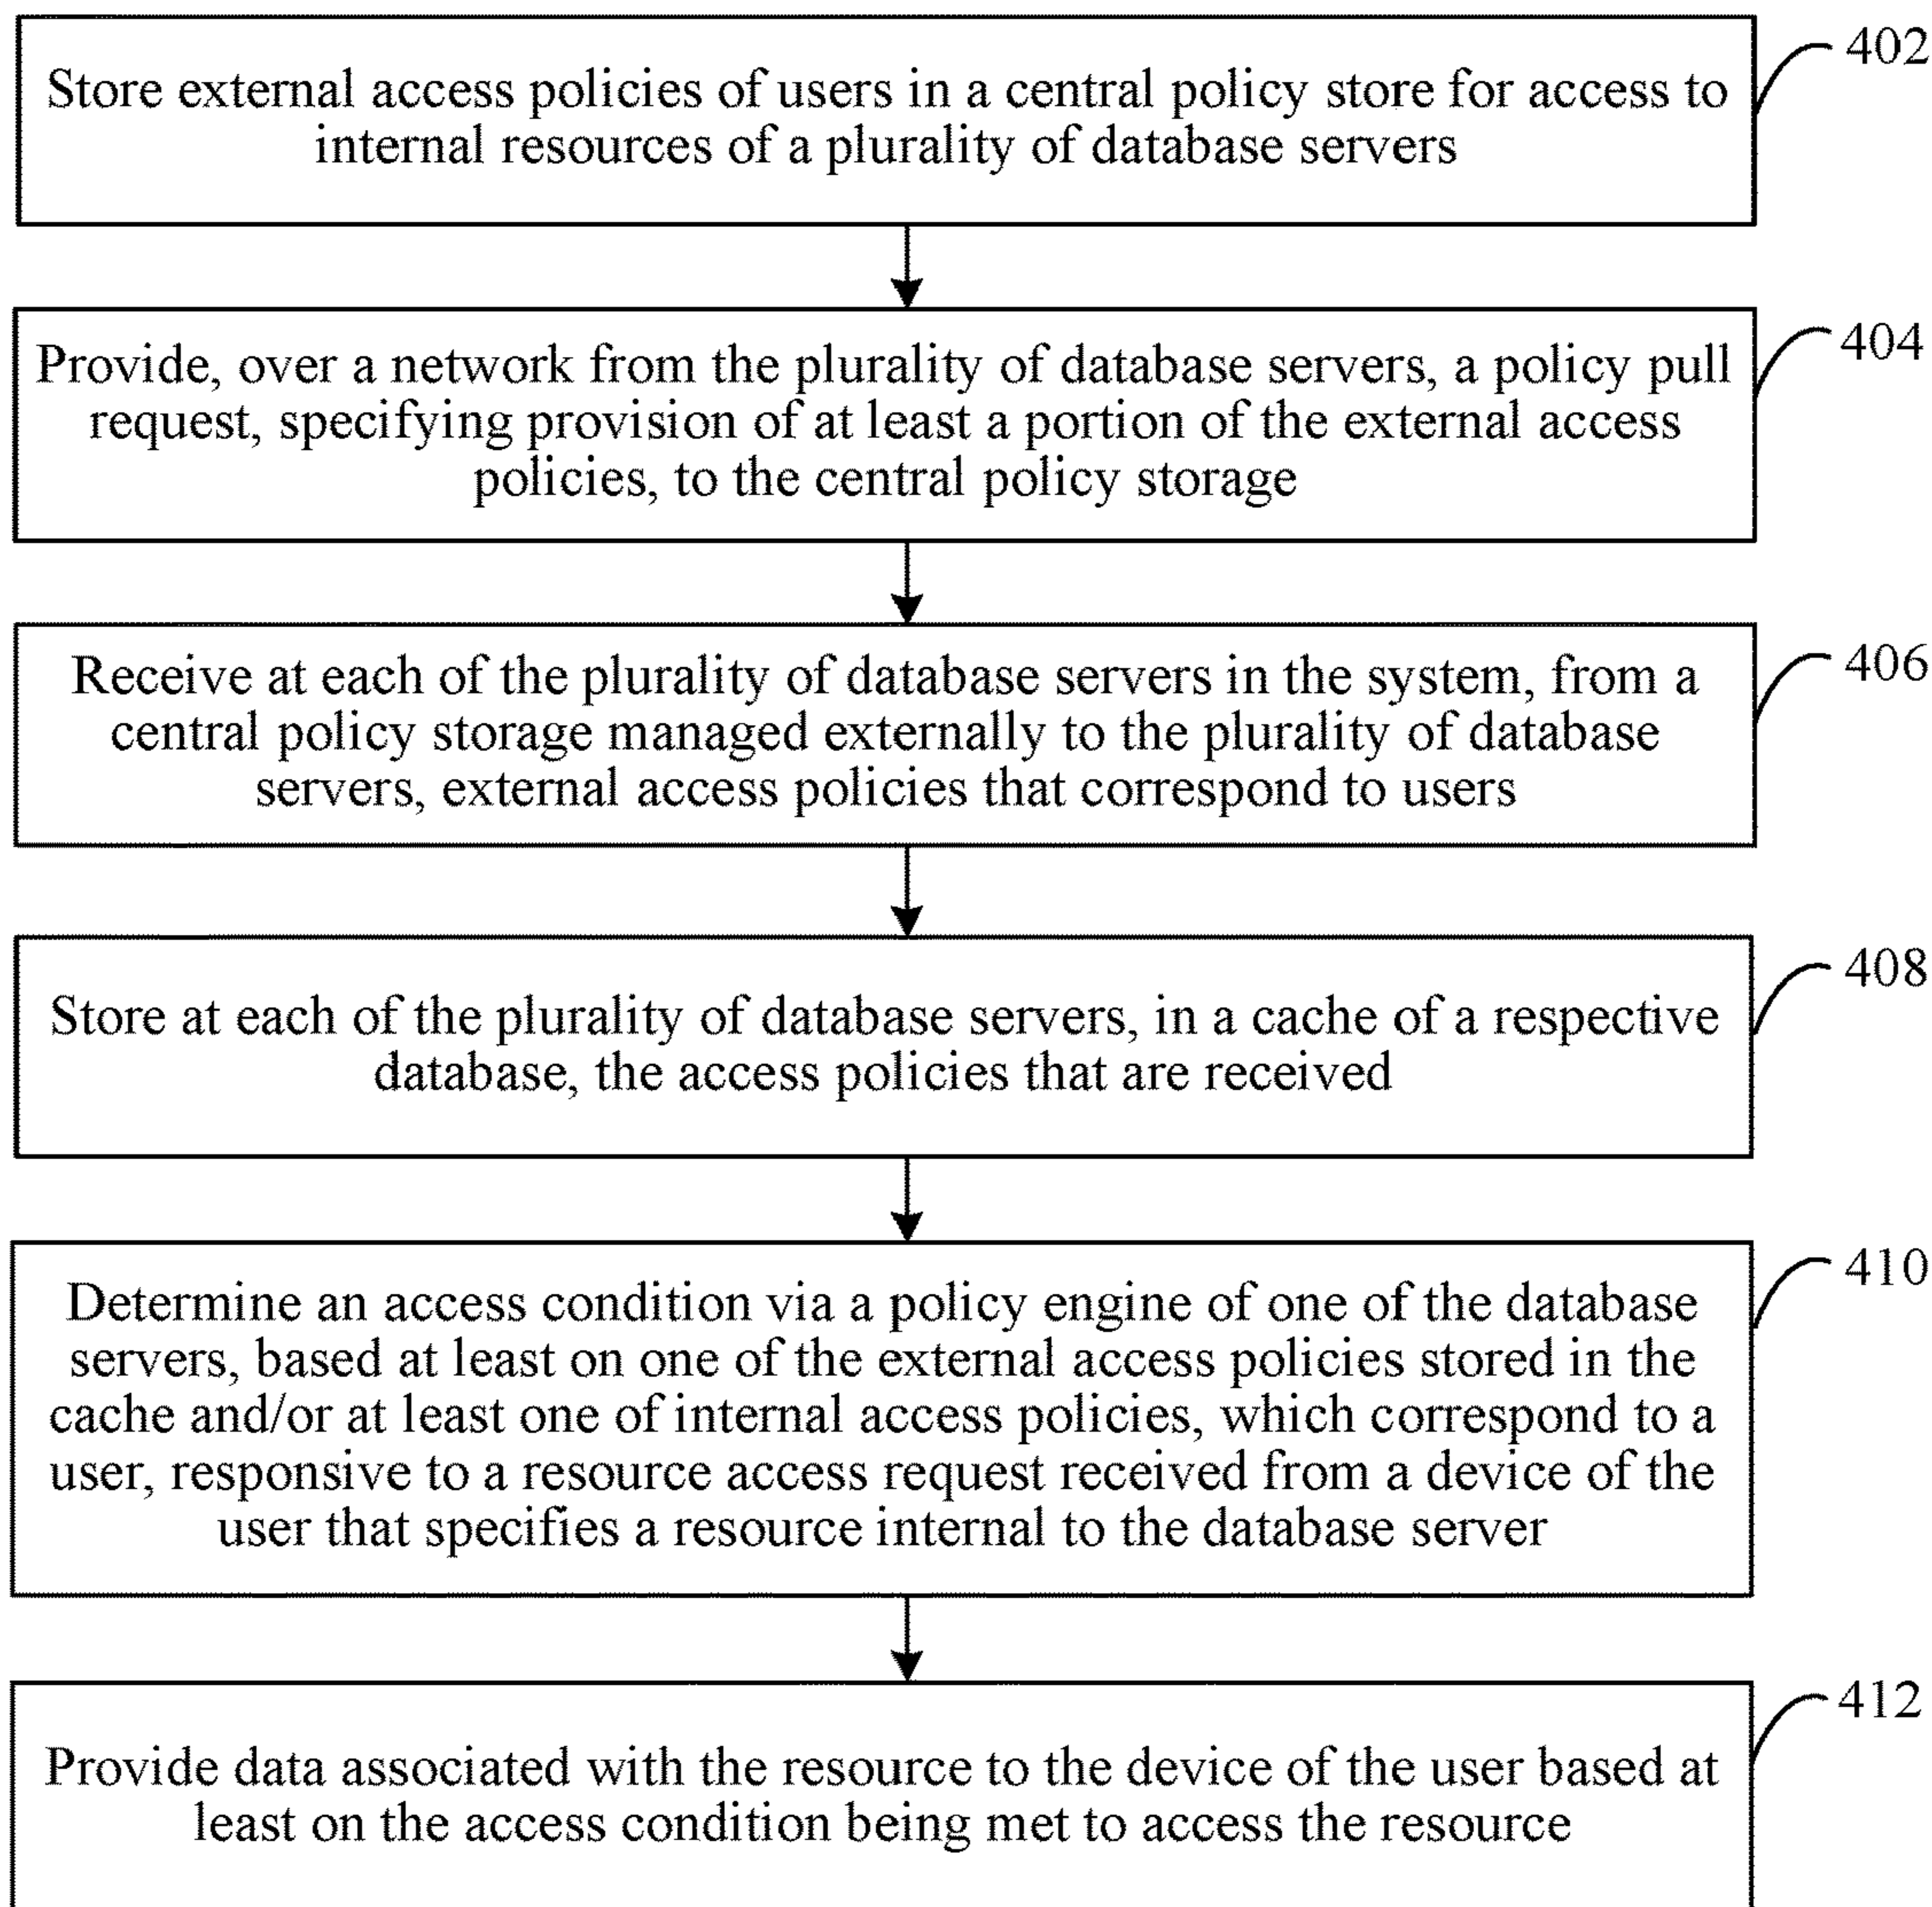 402
Store external access policies of users in a central policy store for access to
internal resources of a plurality of database servers
404
Provide, over a network from the plurality of database servers, a policy pull
request, specifying provision of at least a portion of the external access
policies, to the central policy storage
406
Receive at each of the plurality of database servers in the system, from a
central policy storage managed externally to the plurality of database
servers, external access policies that correspond to users
408
Store at each of the plurality of database servers, in a cache of a respective
database, the access policies that are received
410
Determine an access condition via a policy engine of one of the database
servers, based at least on one of the external access policies stored in the
cache and/or at least one of internal access policies, which correspond to a
user, responsive to a resource access request received from a device of the
user that specifies a resource internal to the database server
412
Provide data associated with the resource to the device of the user based at
least on the access condition being met to access the resource